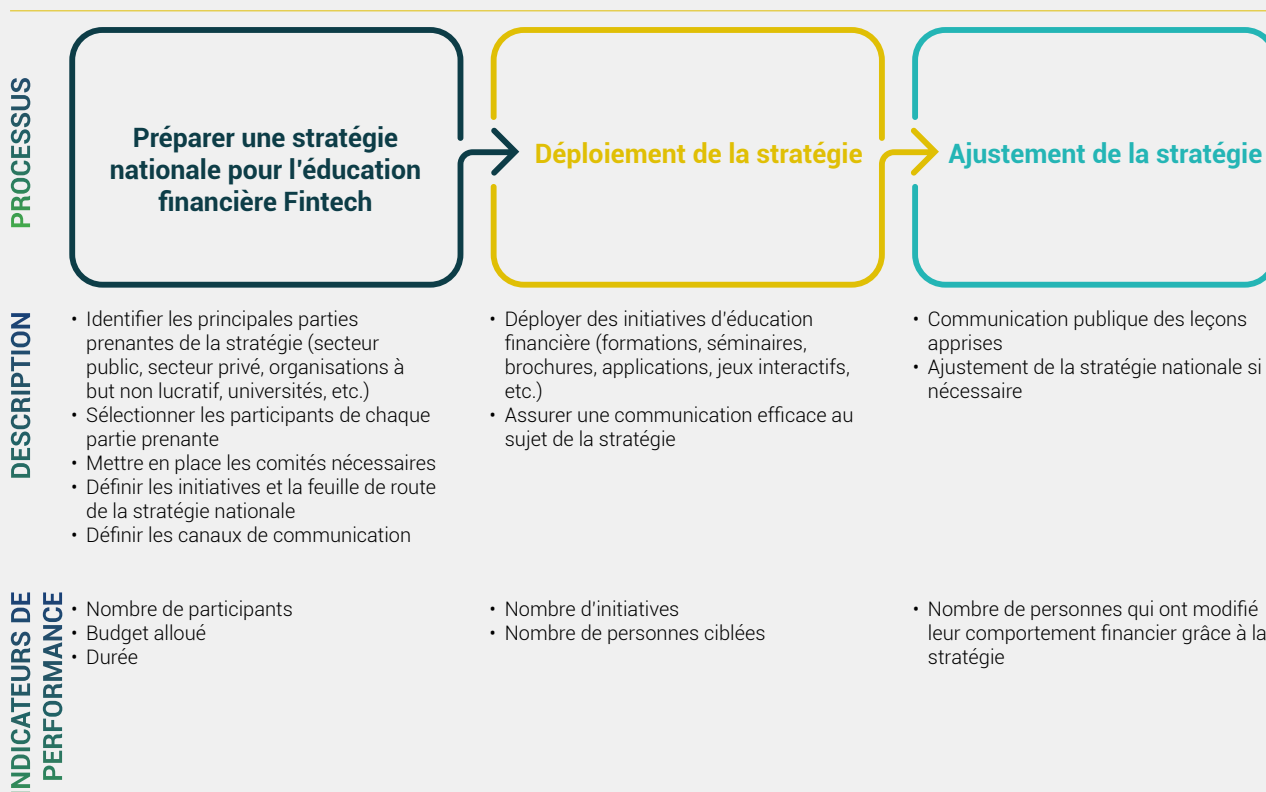 PROCESSUS
Préparer une stratégie
nationale pour l'éducation
financière Fintech
Déploiement de la stratégie
Ajustement de la stratégie
DESCRIPTION
• Identifier les principales parties
prenantes de la stratégie (secteur
public, secteur privé, organisations à
but non lucratif, universités, etc.)
• Sélectionner les participants de chaque
partie prenante
• Mettre en place les comités nécessaires
• Définir les initiatives et la feuille de route
de la stratégie nationale
• Définir les canaux de communication
• Déployer des initiatives d'éducation
financière (formations, séminaires,
brochures, applications, jeux interactifs,
etc.)
• Assurer une communication efficace au
sujet de la stratégie
• Communication publique des leçons
apprises
• Ajustement de la stratégie nationale si
nécessaire
INDICATEURS DE
PERFORMANCE
• Nombre de participants
• Budget alloué
• Durée
• Nombre d'initiatives
• Nombre de personnes ciblées
• Nombre de personnes qui ont modifié
leur comportement financier grâce à la
stratégie